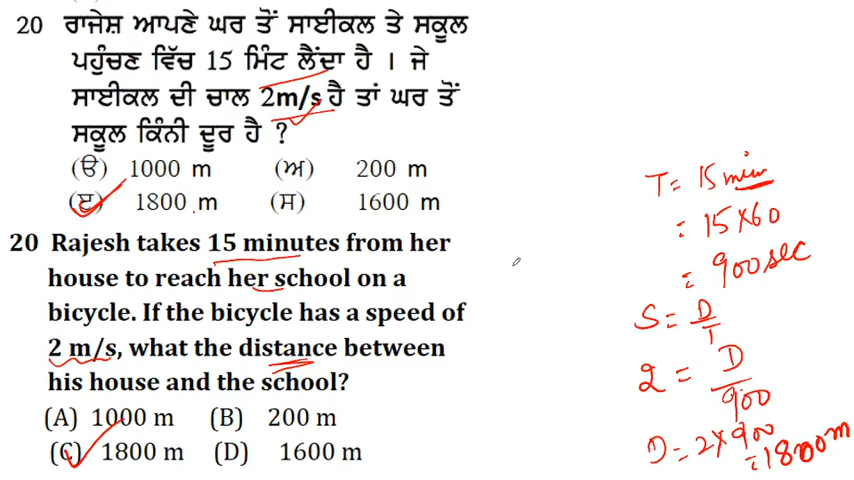 20 ਰਾਜੇਸ਼ ਆਪਣੇ ਘਰ ਤੋਂ ਸਾਈਕਲ ਤੇ ਸਕੂਲ
ਪਹੁੰਚਣ ਵਿੱਚ 15 ਮਿੰਟ ਲੈਂਦਾ ਹੈ । ਜੇ
ਸਾਈਕਲ ਦੀ ਚਾਲ 2m/s ਹੈ ਤਾਂ ਘਰ ਤੋਂ
ਸਕੂਲ ਕਿੰਨੀ ਦੂਰ ਹੈ ?
(ੳ) 1000 m (ਅ) 200 m
(ੲ) 1800 m (ਸ) 1600 m
20 Rajesh takes 15 minutes from her
house to reach her school on a
bicycle. If the bicycle has a speed of
2 m/s, what the distance between
his house and the school?
(A) 1000 m (B) 200 m
(C) 1800 m (D) 1600 m
T = 15 min
= 15 × 60
= 900 sec
S = D/T
2 = D/900
D = 2 × 900
= 1800 m